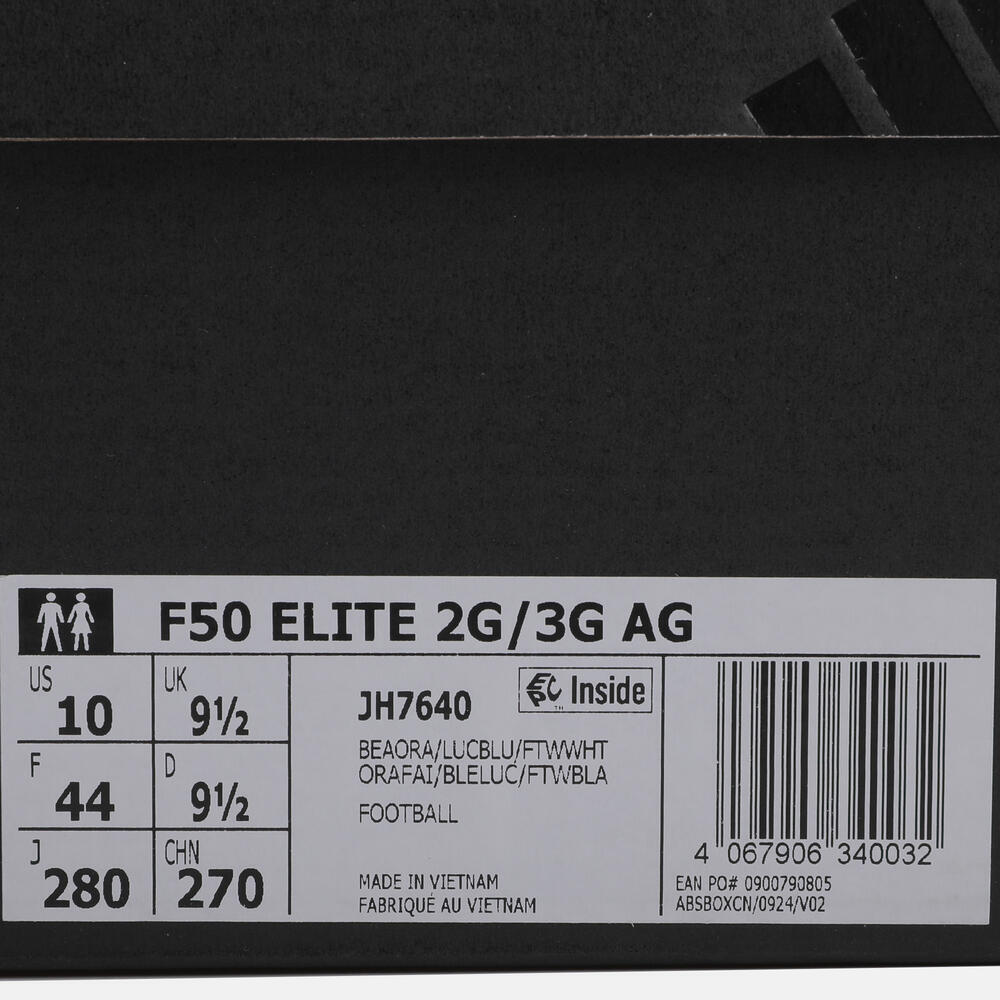 F50 ELITE 2G/3G AG
US 10
UK 9½
F 44
D 9½
J 280
CHN 270
JH7640
EPC™ Inside
BEAORA/LUCBLU/FTWWHT
ORAFAI/BLELUC/FTWBLA
FOOTBALL
MADE IN VIETNAM
FABRIQUÉ AU VIETNAM
4 067906 340032
EAN PO# 0900790805
ABSBOXCN/0924/V02